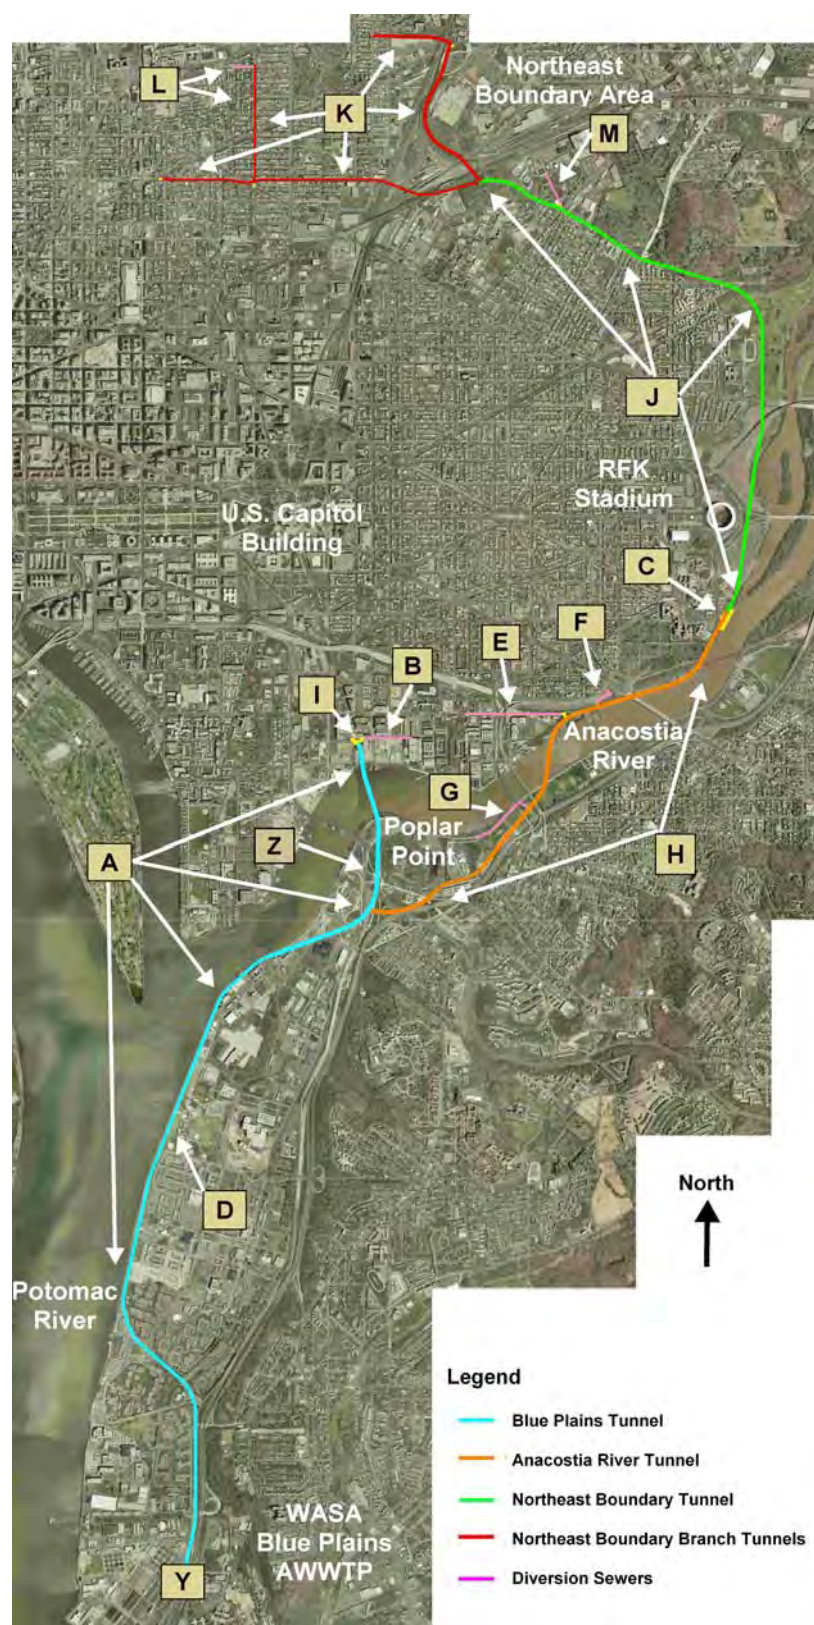 Northeast
Boundary Area
L
K
M
J
RFK
Stadium
U.S. Capitol
Building
C
F
E
B
I
Anacostia
River
G
Poplar
Point
Z
A
H
D
North
Potomac
River
Legend
Blue Plains Tunnel
Anacostia River Tunnel
Northeast Boundary Tunnel
Northeast Boundary Branch Tunnels
Diversion Sewers
WASA
Blue Plains
AWWTP
Y